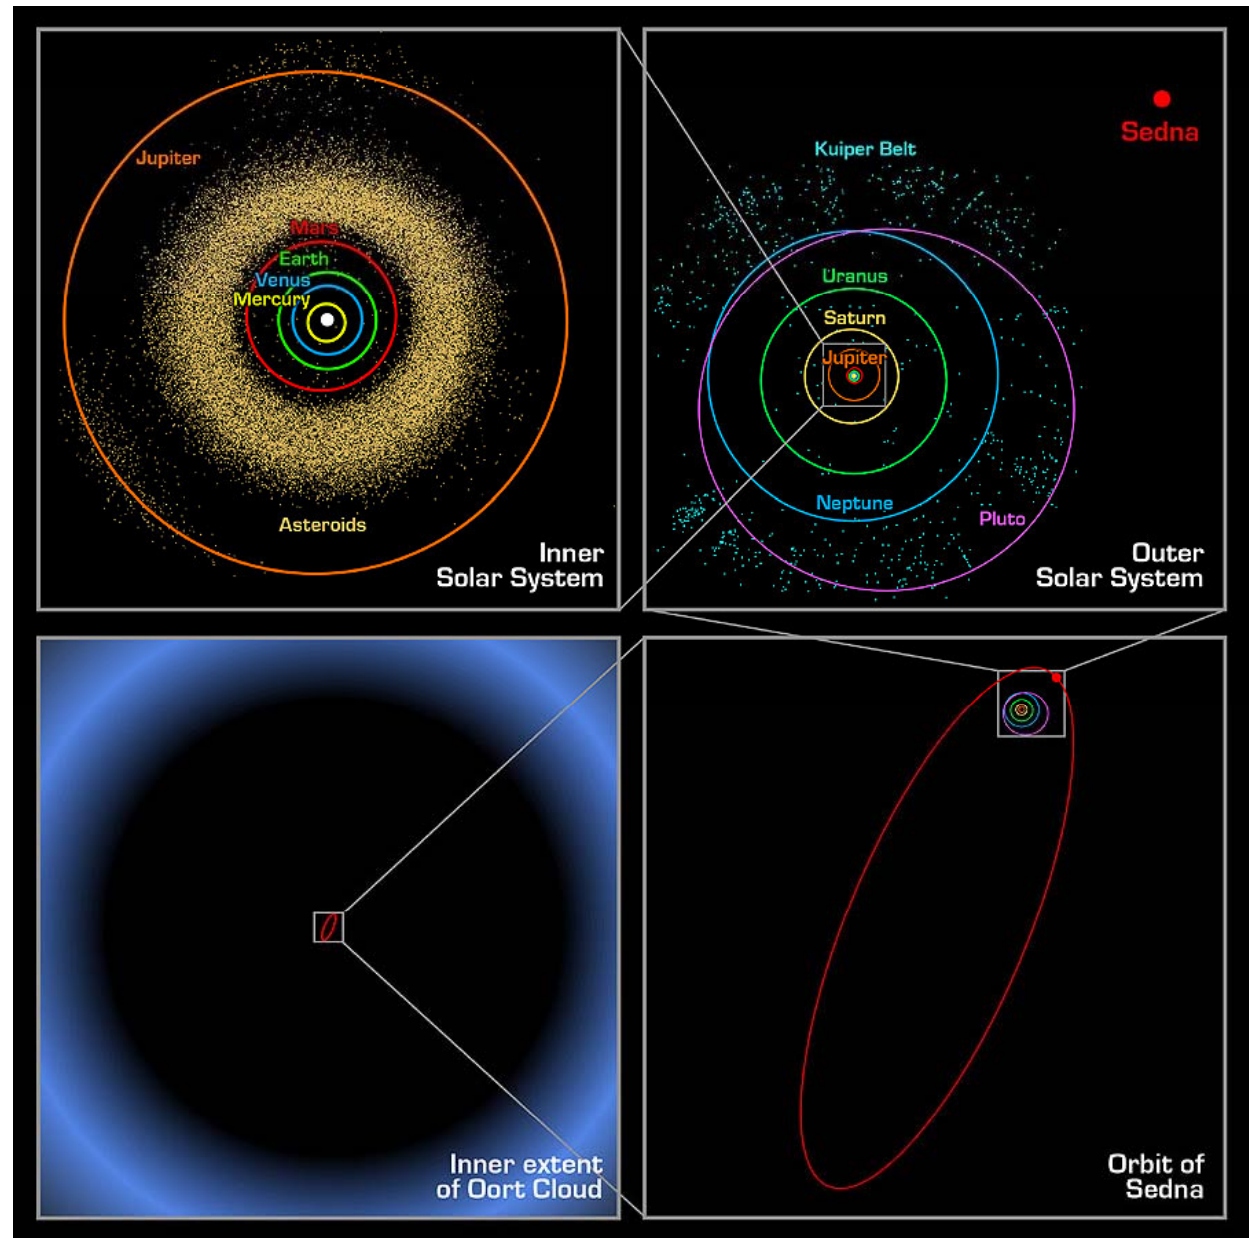 Jupiter
Mars
Earth
Venus
Mercury
Asteroids
Inner
Solar System
Sedna
Kuiper Belt
Uranus
Saturn
Jupiter
Neptune
Pluto
Outer
Solar System
Inner extent
of Oort Cloud
Orbit of
Sedna